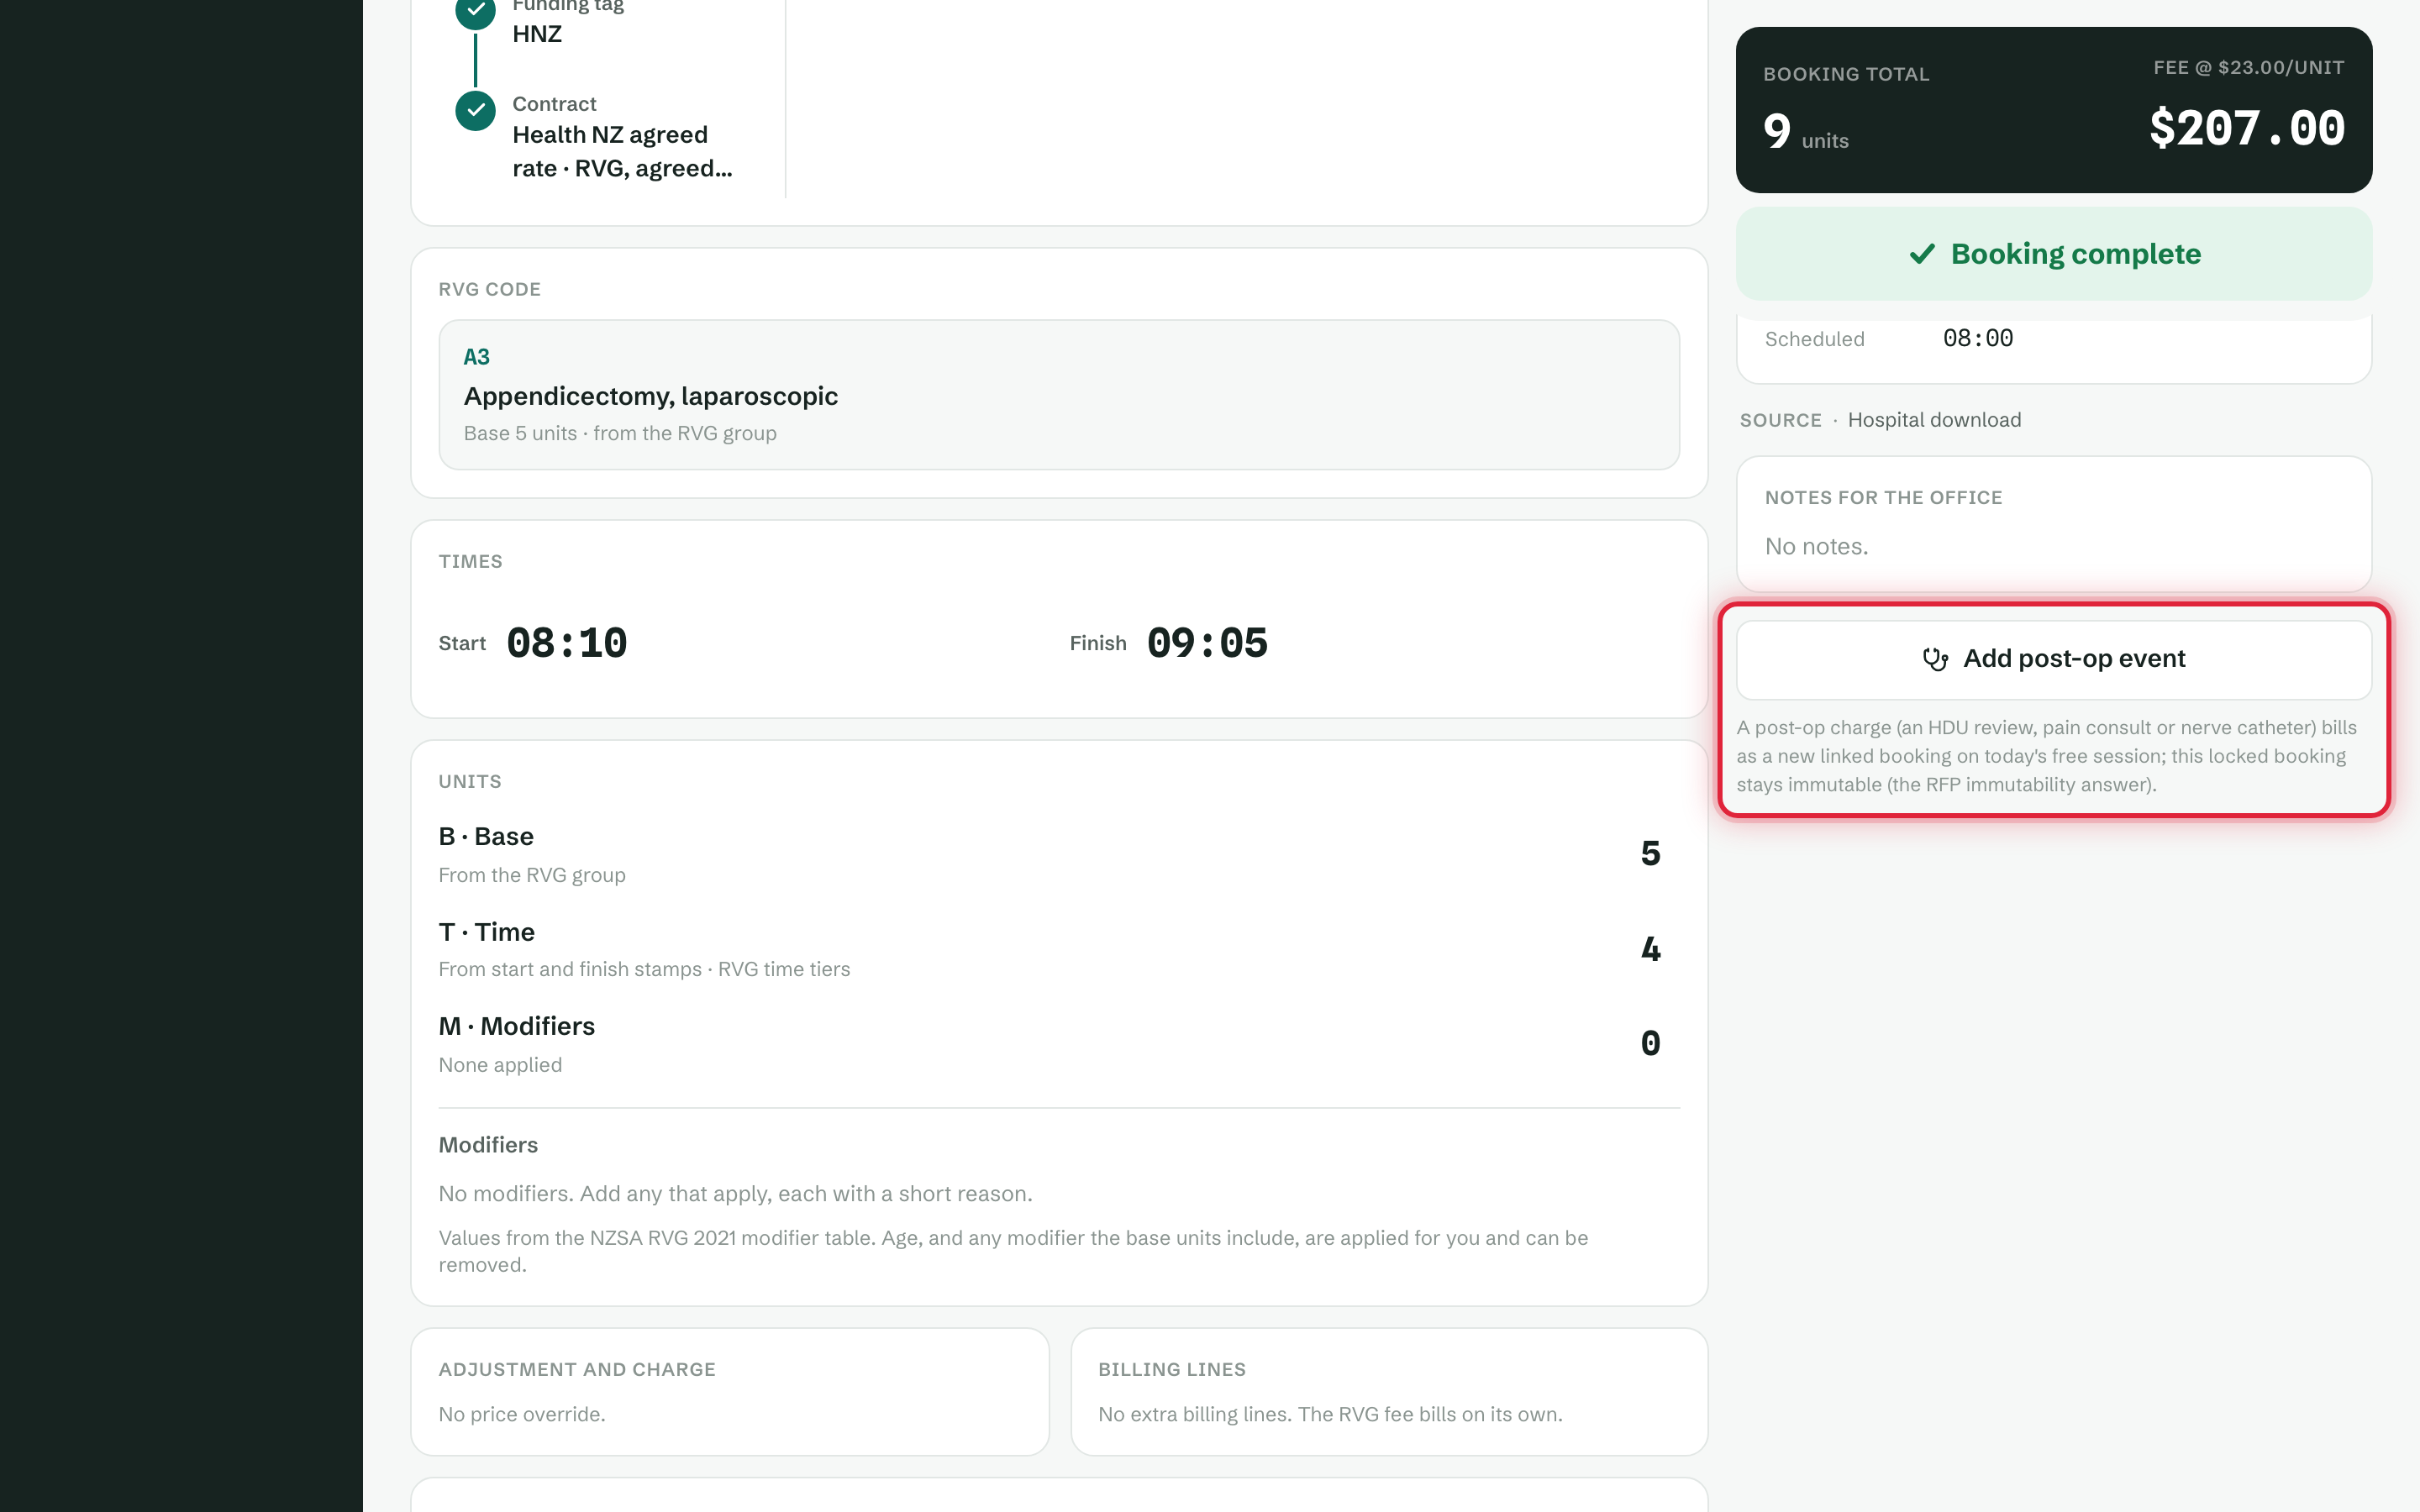 Funding tag
HNZ
Contract
Health NZ agreed
rate · RVG, agreed...
RVG CODE
A3
Appendicectomy, laparoscopic
Base 5 units · from the RVG group
TIMES
Start 08:10
Finish 09:05
UNITS
B · Base
5
From the RVG group
T · Time
4
From start and finish stamps · RVG time tiers
M · Modifiers
0
None applied
Modifiers
No modifiers. Add any that apply, each with a short reason.
Values from the NZSA RVG 2021 modifier table. Age, and any modifier the base units include, are applied for you and can be
removed.
ADJUSTMENT AND CHARGE
No price override.
BILLING LINES
No extra billing lines. The RVG fee bills on its own.
BOOKING TOTAL
9 units
FEE @ $23.00/UNIT
$207.00
Booking complete
Scheduled 08:00
SOURCE · Hospital download
NOTES FOR THE OFFICE
No notes.
Add post-op event
A post-op charge (an HDU review, pain consult or nerve catheter) bills
as a new linked booking on today's free session; this locked booking
stays immutable (the RFP immutability answer).